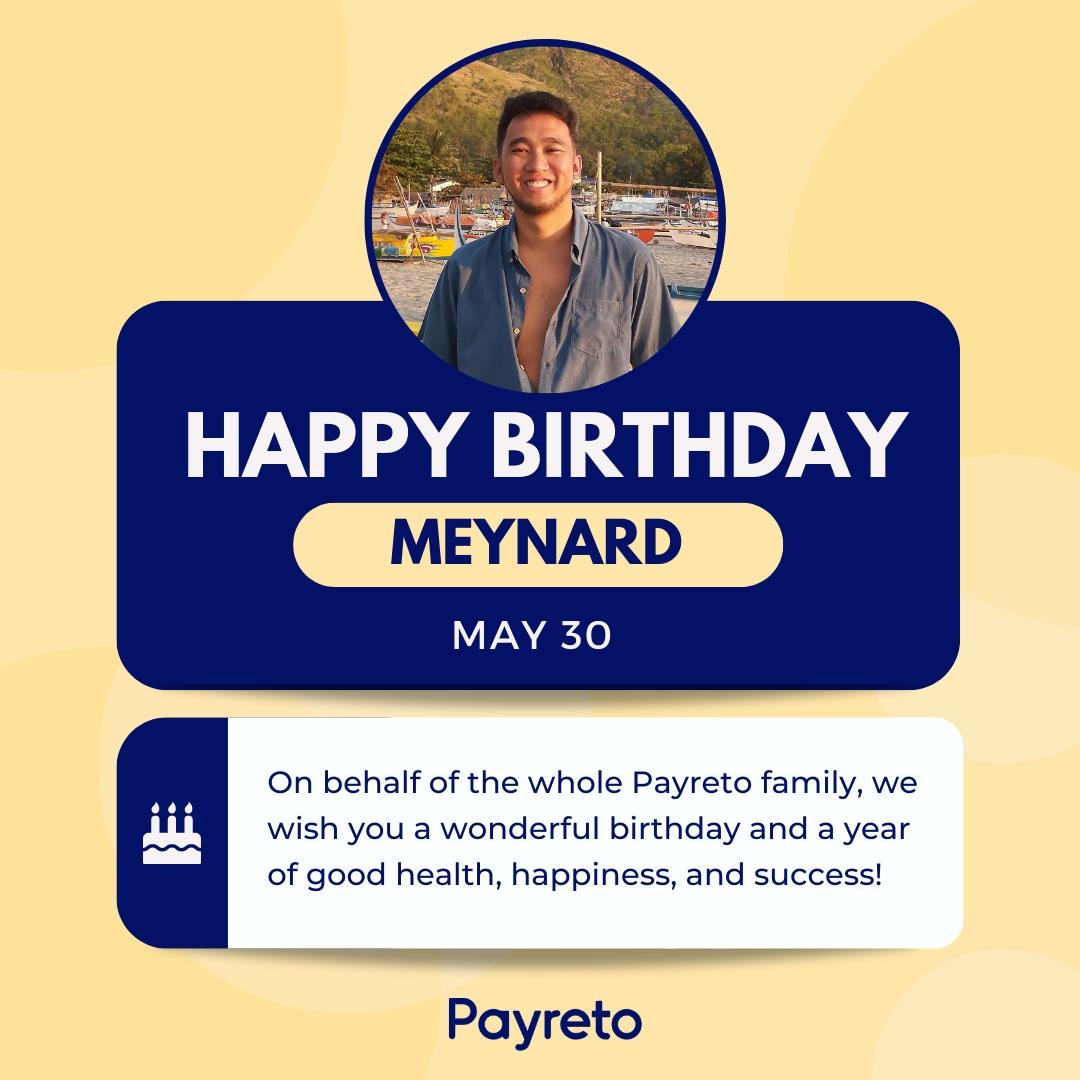 HAPPY BIRTHDAY
MEYNARD
MAY 30
On behalf of the whole Payreto family, we
wish you a wonderful birthday and a year
of good health, happiness, and success!
Payreto